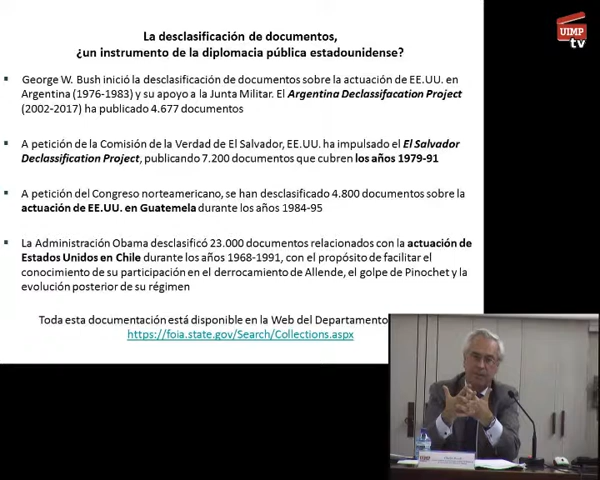 La desclasificación de documentos,
¿un instrumento de la diplomacia pública estadounidense?
UIMP
tv
▪ George W. Bush inició la desclasificación de documentos sobre la actuación de EE.UU. en
Argentina (1976-1983) y su apoyo a la Junta Militar. El Argentina Declassifacation Project
(2002-2017) ha publicado 4.677 documentos
▪ A petición de la Comisión de la Verdad de El Salvador, EE.UU. ha impulsado el El Salvador
Declassification Project, publicando 7.200 documentos que cubren los años 1979-91
▪ A petición del Congreso norteamericano, se han desclasificado 4.800 documentos sobre la
actuación de EE.UU. en Guatemala durante los años 1984-95
▪ La Administración Obama desclasificó 23.000 documentos relacionados con la actuación de
Estados Unidos en Chile durante los años 1968-1991, con el propósito de facilitar el
conocimiento de su participación en el derrocamiento de Allende, el golpe de Pinochet y la
evolución posterior de su régimen
Toda esta documentación está disponible en la Web del Departamento
https://foia.state.gov/Search/Collections.aspx
UIMP